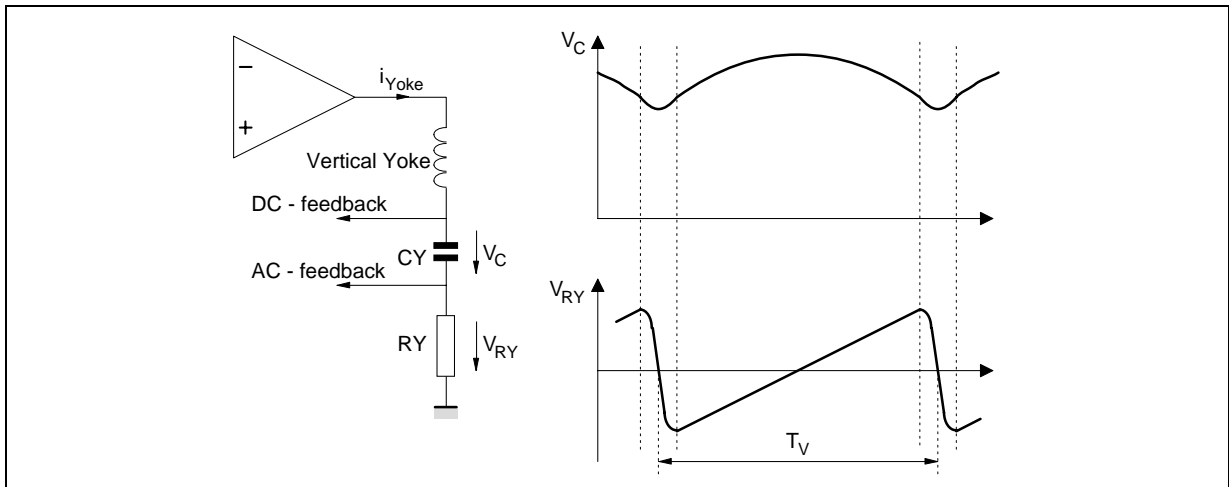 −
+
i_Yoke
Vertical Yoke
DC - feedback
CY
V_C
AC - feedback
RY
V_RY
V_C
V_RY
T_V